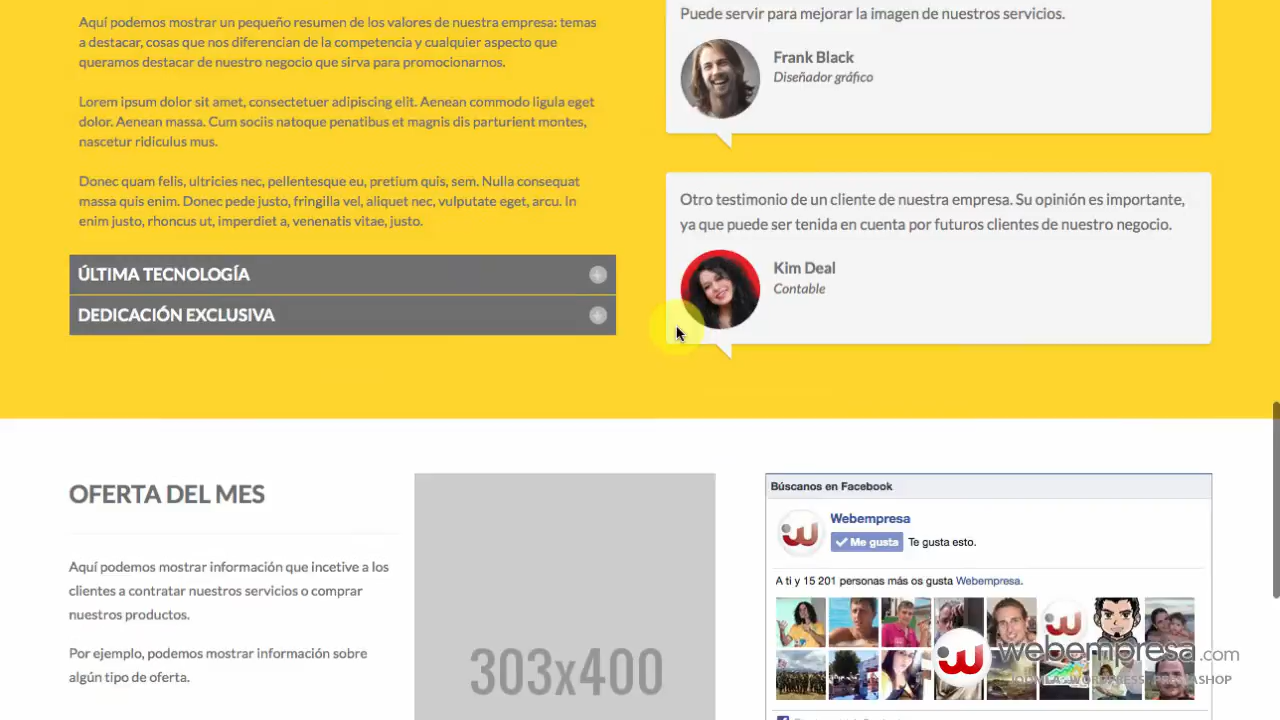 Aquí podemos mostrar un pequeño resumen de los valores de nuestra empresa: temas
a destacar, cosas que nos diferencian de la competencia y cualquier aspecto que
queramos destacar de nuestro negocio que sirva para promocionarnos.
Lorem ipsum dolor sit amet, consectetuer adipiscing elit. Aenean commodo ligula eget
dolor. Aenean massa. Cum sociis natoque penatibus et magnis dis parturient montes,
nascetur ridiculus mus.
Donec quam felis, ultricies nec, pellentesque eu, pretium quis, sem. Nulla consequat
massa quis enim. Donec pede justo, fringilla vel, aliquet nec, vulputate eget, arcu. In
enim justo, rhoncus ut, imperdiet a, venenatis vitae, justo.
ÚLTIMA TECNOLOGÍA
DEDICACIÓN EXCLUSIVA
Puede servir para mejorar la imagen de nuestros servicios.
Frank Black
Diseñador gráfico
Otro testimonio de un cliente de nuestra empresa. Su opinión es importante,
ya que puede ser tenida en cuenta por futuros clientes de nuestro negocio.
Kim Deal
Contable
OFERTA DEL MES
Aquí podemos mostrar información que incetive a los
clientes a contratar nuestros servicios o comprar
nuestros productos.
Por ejemplo, podemos mostrar información sobre
algún tipo de oferta.
303x400
Búscanos en Facebook
Webempresa
Me gusta Te gusta esto.
A ti y 15 201 personas más os gusta Webempresa.
webempresa.com
JOOMLA · WORDPRESS · PRESTASHOP